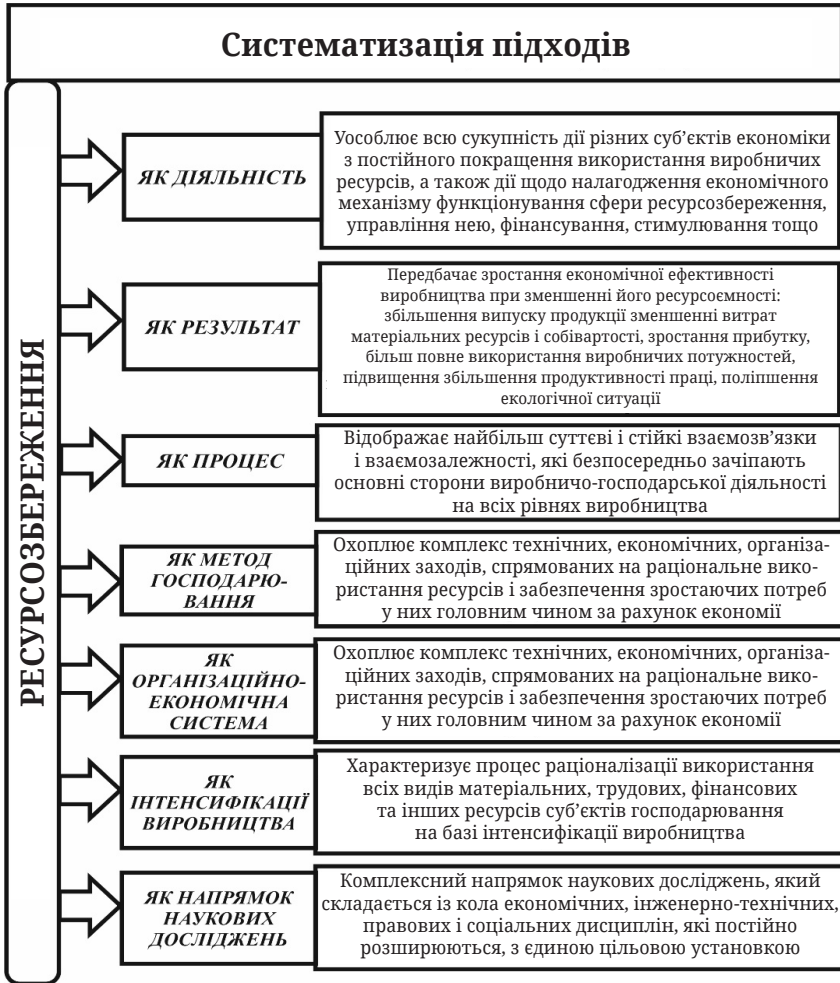 Систематизація підходів
РЕСУРСОЗБЕРЕЖЕННЯ
ЯК ДІЯЛЬНІСТЬ
Уособлює всю сукупність дії різних суб’єктів економіки
з постійного покращення використання виробничих
ресурсів, а також дії щодо налагодження економічного
механізму функціонування сфери ресурсозбереження,
управління нею, фінансування, стимулювання тощо
ЯК РЕЗУЛЬТАТ
Передбачає зростання економічної ефективності
виробництва при зменшенні його ресурсоємності:
збільшення випуску продукції зменшенні витрат
матеріальних ресурсів і собівартості, зростання прибутку,
більш повне використання виробничих потужностей,
підвищення збільшення продуктивності праці, поліпшення
екологічної ситуації
ЯК ПРОЦЕС
Відображає найбільш суттєві і стійкі взаємозв’язки
і взаємозалежності, які безпосередньо зачіпають
основні сторони виробничо-господарської діяльності
на всіх рівнях виробництва
ЯК МЕТОД
ГОСПОДАРЮ-
ВАННЯ
Охоплює комплекс технічних, економічних, організа-
ційних заходів, спрямованих на раціональне вико-
ристання ресурсів і забезпечення зростаючих потреб
у них головним чином за рахунок економії
ЯК
ОРГАНІЗАЦІЙНО-
ЕКОНОМІЧНА
СИСТЕМА
Охоплює комплекс технічних, економічних, організа-
ційних заходів, спрямованих на раціональне вико-
ристання ресурсів і забезпечення зростаючих потреб
у них головним чином за рахунок економії
ЯК
ІНТЕНСИФІКАЦІЇ
ВИРОБНИЦТВА
Характеризує процес раціоналізації використання
всіх видів матеріальних, трудових, фінансових
та інших ресурсів суб’єктів господарювання
на базі інтенсифікації виробництва
ЯК НАПРЯМОК
НАУКОВИХ
ДОСЛІДЖЕНЬ
Комплексний напрямок наукових досліджень, який
складається із кола економічних, інженерно-технічних,
правових і соціальних дисциплін, які постійно
розширюються, з єдиною цільовою установкою